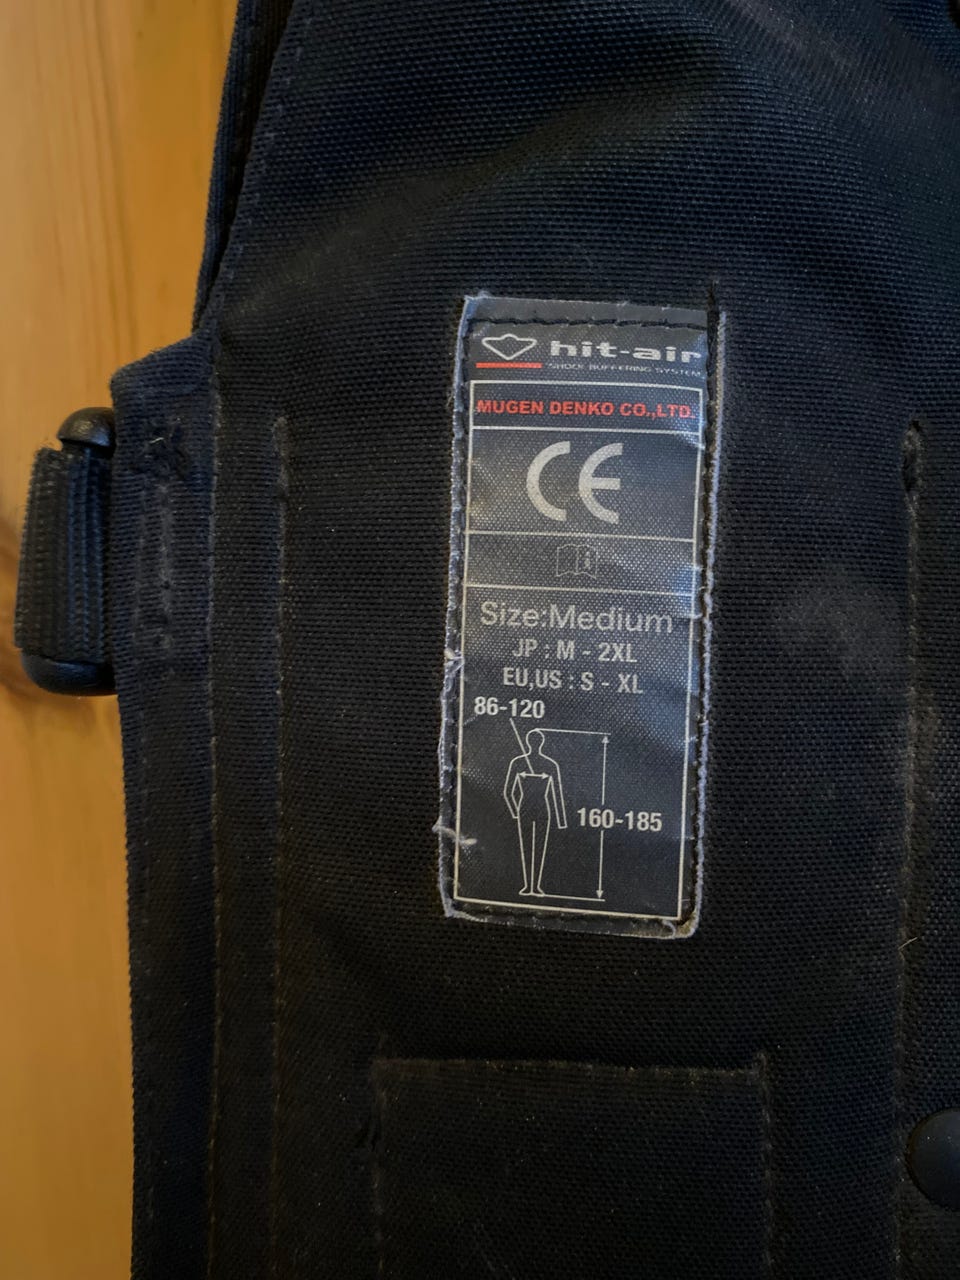 hit-air
SHOCK BUFFERING SYSTEM
MUGEN DENKO CO.,LTD.
CE
Size:Medium
JP : M - 2XL
EU,US : S - XL
86-120
160-185